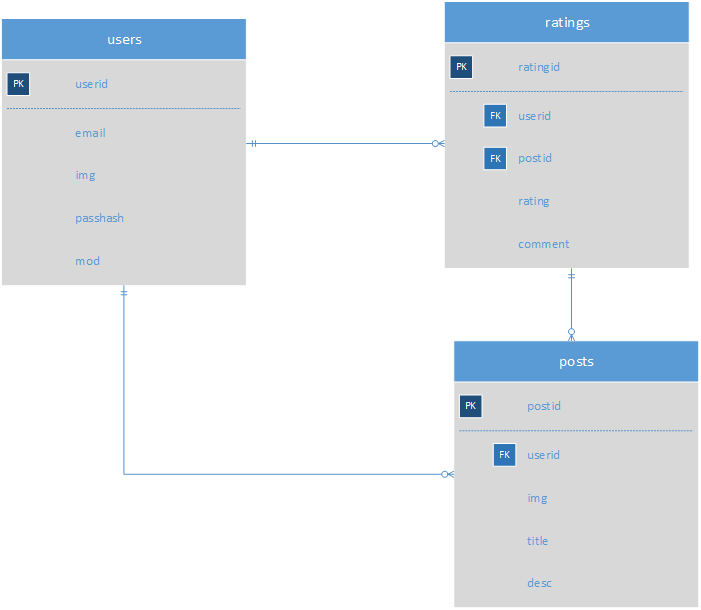 users
PK userid
email
img
passhash
mod
ratings
PK ratingid
FK userid
FK postid
rating
comment
posts
PK postid
FK userid
img
title
desc